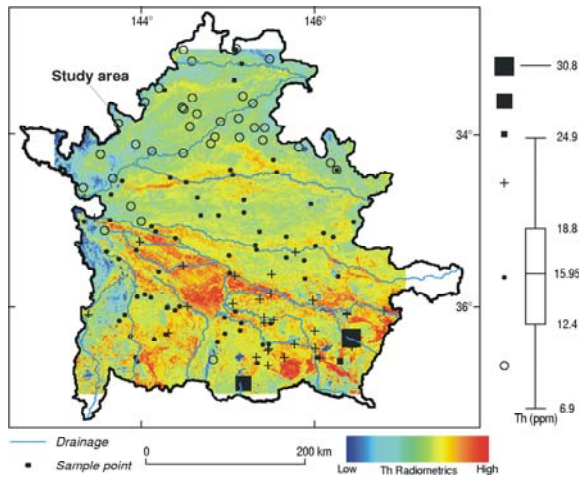 144° 146°
30.8
Study area
24.9
34°
18.8
15.95
36°
12.4
6.9
Th (ppm)
Drainage
Sample point
0 200 km
Low Th Radiometrics High